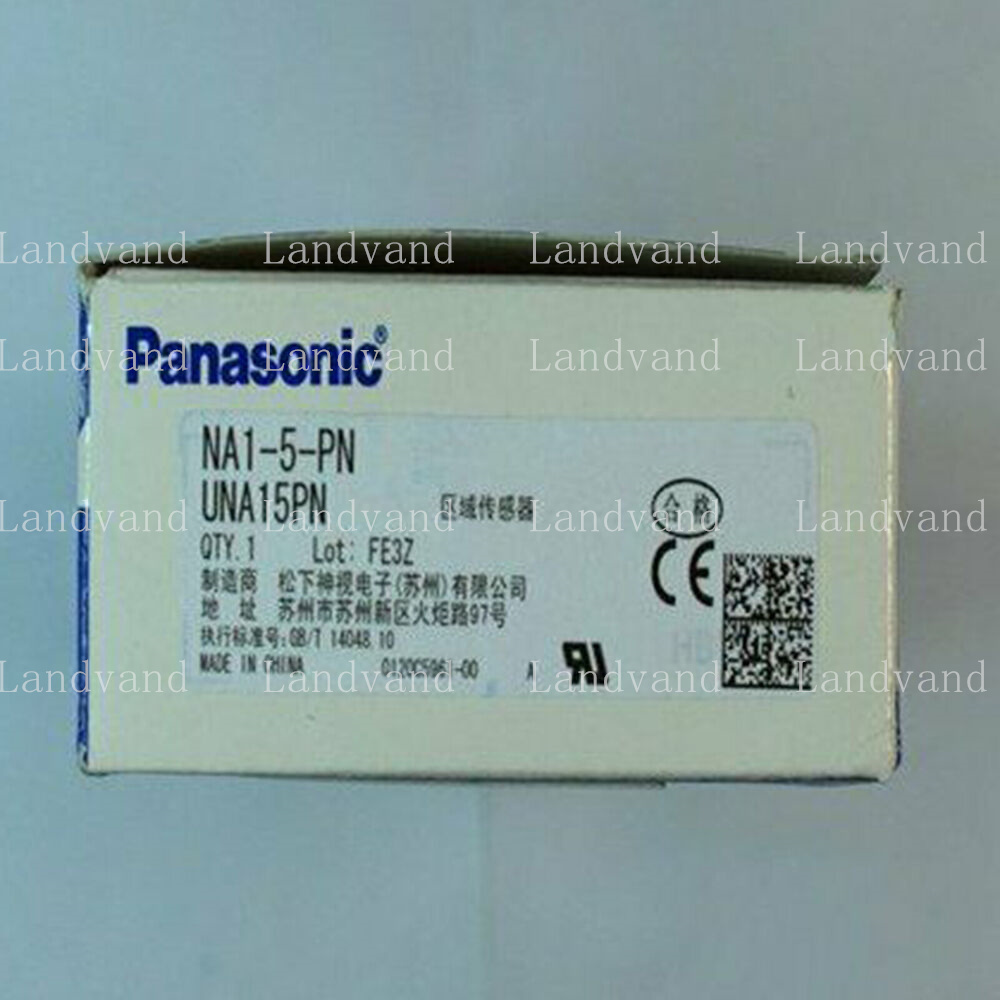 Landvand Landvand Landvand Landvand
Panasonic®
Landvand Landvand Landvand Landvand
NA1-5-PN
UNA15PN 区域传感器 合格
Landvand Landvand Landvand Landvand
QTY.1 Lot: FE3Z
CE
制造商 松下神视电子(苏州)有限公司
地 址 苏州市苏州新区火炬路97号
执行标准号:GB/T 14048.10
MADE IN CHINA A
Landvand Landvand Landvand Landvand